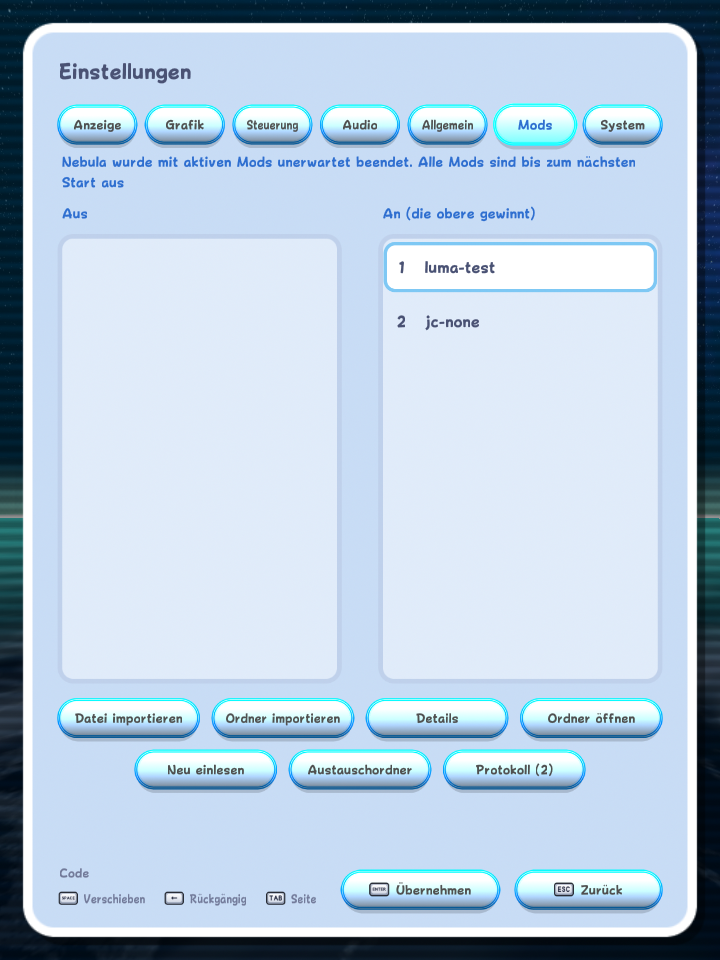 Einstellungen
Anzeige
Grafik
Steuerung
Audio
Allgemein
Mods
System
Nebula wurde mit aktiven Mods unerwartet beendet. Alle Mods sind bis zum nächsten
Start aus
Aus
An (die obere gewinnt)
1 luma-test
2 jc-none
Datei importieren
Ordner importieren
Details
Ordner öffnen
Neu einlesen
Austauschordner
Protokoll (2)
Code
SPACE Verschieben
← Rückgängig
TAB Seite
ENTER Übernehmen
ESC Zurück